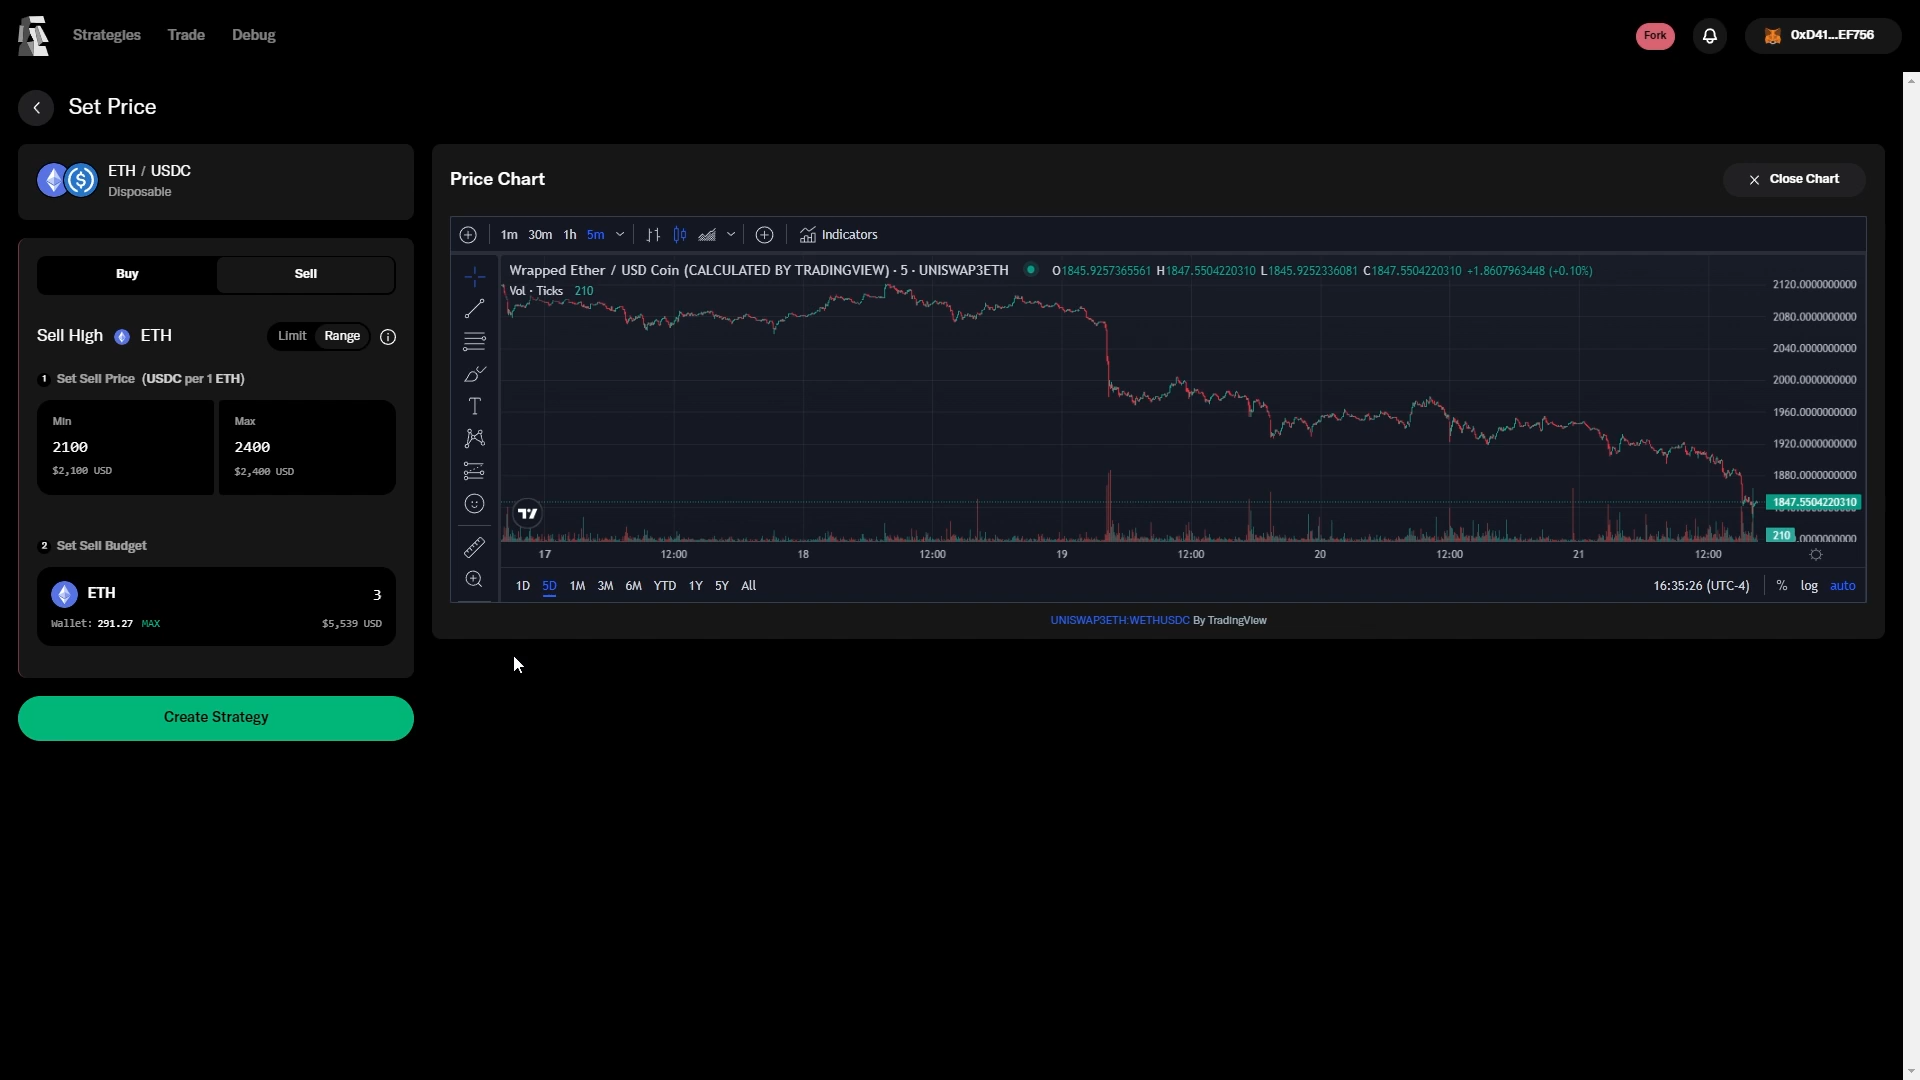 Strategies Trade Debug
Fork
0xD41...EF756
Set Price
ETH / USDC
Disposable
Buy Sell
Sell High ETH
Limit Range
1 Set Sell Price (USDC per 1 ETH)
Min
2100
$2,100 USD
Max
2400
$2,400 USD
2 Set Sell Budget
ETH 3
Wallet: 291.27 MAX $5,539 USD
Create Strategy
Price Chart
Close Chart
1m 30m 1h 5m
Indicators
Wrapped Ether / USD Coin (CALCULATED BY TRADINGVIEW) · 5 · UNISWAP3ETH
O1845.9257365561 H1847.5504220310 L1845.9252336081 C1847.5504220310 +1.8607963448 (+0.10%)
Vol · Ticks 210
2120.0000000000
2080.0000000000
2040.0000000000
2000.0000000000
1960.0000000000
1920.0000000000
1880.0000000000
1847.5504220310
210 .0000000000
17 12:00 18 12:00 19 12:00 20 12:00 21 12:00
1D 5D 1M 3M 6M YTD 1Y 5Y All
16:35:26 (UTC-4) % log auto
UNISWAP3ETH:WETHUSDC By TradingView